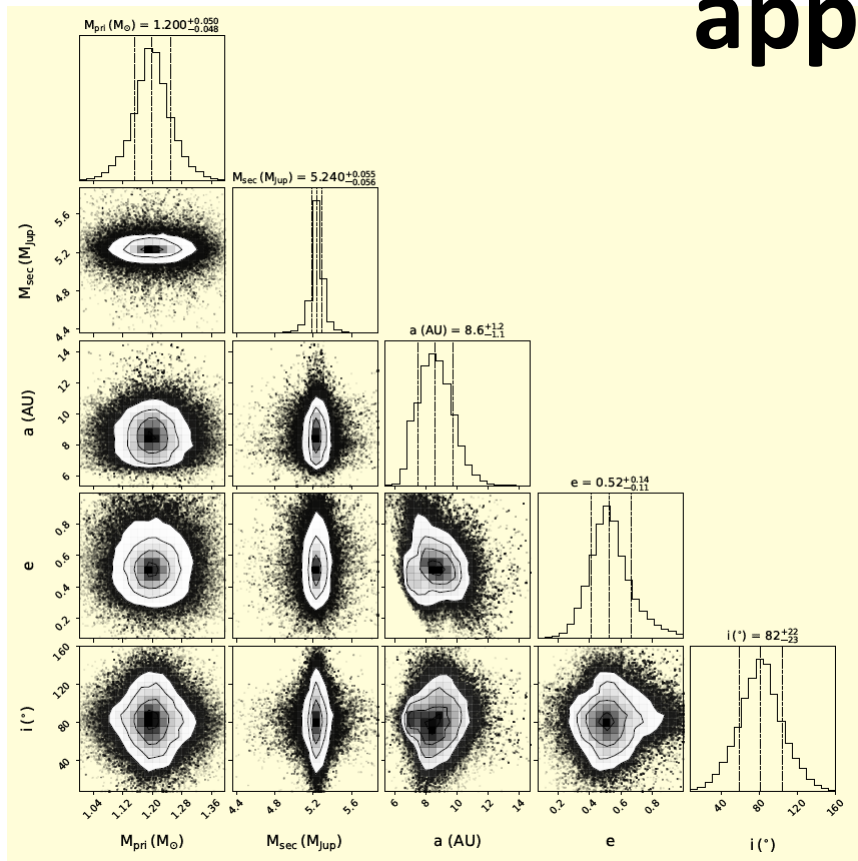 app
M_pri (M_⊙) = 1.200^{+0.050}_{−0.048}
M_sec (M_Jup) = 5.240^{+0.055}_{−0.056}
5.6
5.2
4.8
4.4
M_sec (M_Jup)
a (AU) = 8.6^{+1.2}_{−1.1}
14
12
10
8
6
a (AU)
e = 0.52^{+0.14}_{−0.11}
0.8
0.6
0.4
0.2
e
i (°) = 82^{+22}_{−23}
160
120
80
40
i (°)
1.04 1.12 1.20 1.28 1.36 4.4 4.8 5.2 5.6 6 8 10 12 14 0.2 0.4 0.6 0.8 40 80 120 160
M_pri (M_⊙) M_sec (M_Jup) a (AU) e i (°)